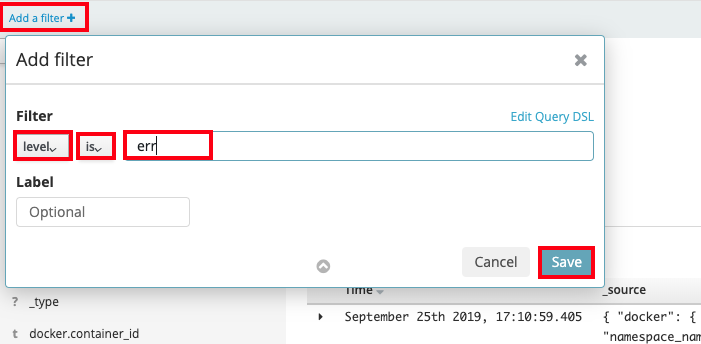 Add a filter +
Add filter
Filter
Edit Query DSL
level
is
err
Label
Optional
Cancel
Save
Time
_source
? _type
September 25th 2019, 17:10:59.405
{ "docker": {
t docker.container_id
"namespace_nam